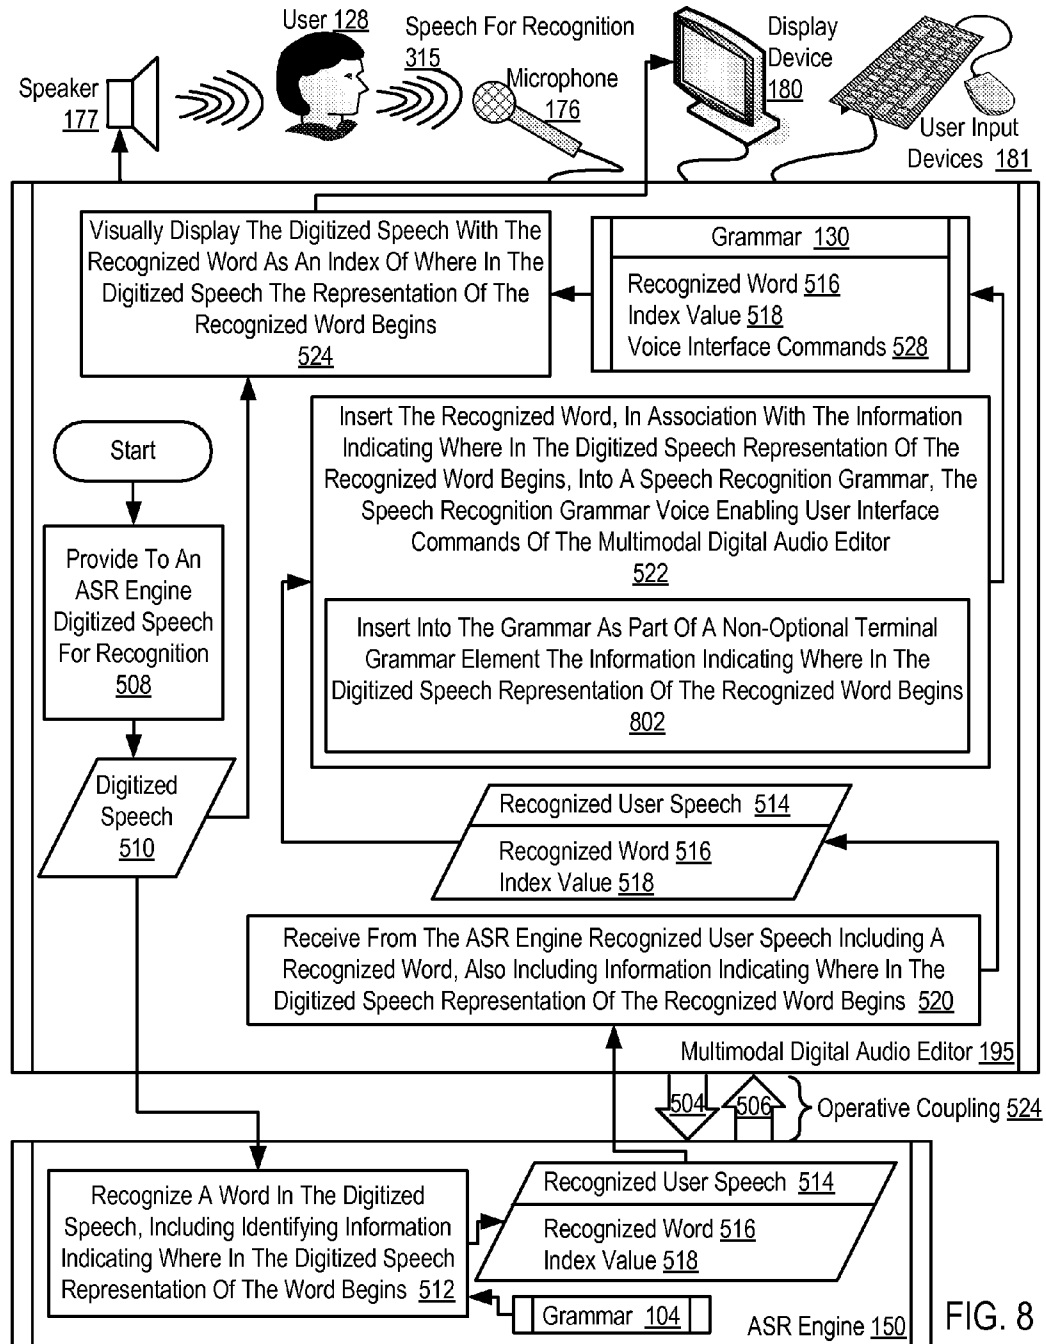 User 128
Speech For Recognition
315
Display
Device
180
Speaker
177
Microphone
176
User Input
Devices 181
Visually Display The Digitized Speech With The
Recognized Word As An Index Of Where In The
Digitized Speech The Representation Of The
Recognized Word Begins
524
Grammar 130
Recognized Word 516
Index Value 518
Voice Interface Commands 528
Start
Insert The Recognized Word, In Association With The Information
Indicating Where In The Digitized Speech Representation Of The
Recognized Word Begins, Into A Speech Recognition Grammar, The
Speech Recognition Grammar Voice Enabling User Interface
Commands Of The Multimodal Digital Audio Editor
522
Provide To An
ASR Engine
Digitized Speech
For Recognition
508
Insert Into The Grammar As Part Of A Non-Optional Terminal
Grammar Element The Information Indicating Where In The
Digitized Speech Representation Of The Recognized Word Begins
802
Digitized
Speech
510
Recognized User Speech 514
Recognized Word 516
Index Value 518
Receive From The ASR Engine Recognized User Speech Including A
Recognized Word, Also Including Information Indicating Where In The
Digitized Speech Representation Of The Recognized Word Begins 520
Multimodal Digital Audio Editor 195
504
506
Operative Coupling 524
Recognize A Word In The Digitized
Speech, Including Identifying Information
Indicating Where In The Digitized Speech
Representation Of The Word Begins 512
Recognized User Speech 514
Recognized Word 516
Index Value 518
Grammar 104
ASR Engine 150
FIG. 8